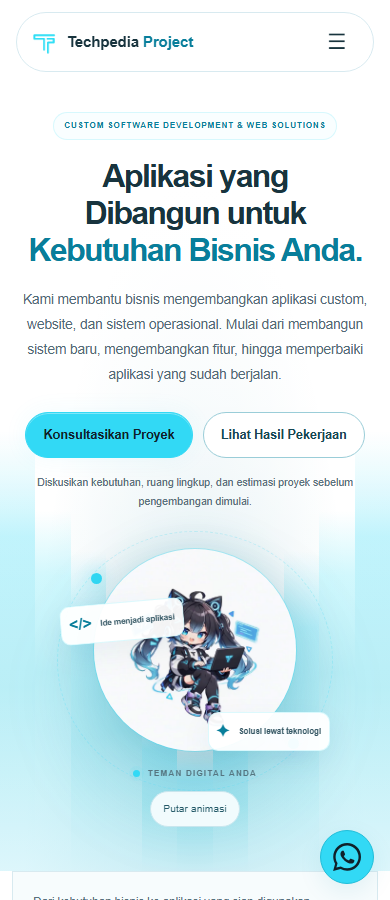 Techpedia Project
CUSTOM SOFTWARE DEVELOPMENT & WEB SOLUTIONS
Aplikasi yang
Dibangun untuk
Kebutuhan Bisnis Anda.
Kami membantu bisnis mengembangkan aplikasi custom,
website, dan sistem operasional. Mulai dari membangun
sistem baru, mengembangkan fitur, hingga memperbaiki
aplikasi yang sudah berjalan.
Konsultasikan Proyek
Lihat Hasil Pekerjaan
Diskusikan kebutuhan, ruang lingkup, dan estimasi proyek sebelum
pengembangan dimulai.
</> Ide menjadi aplikasi
Solusi lewat teknologi
TEMAN DIGITAL ANDA
Putar animasi